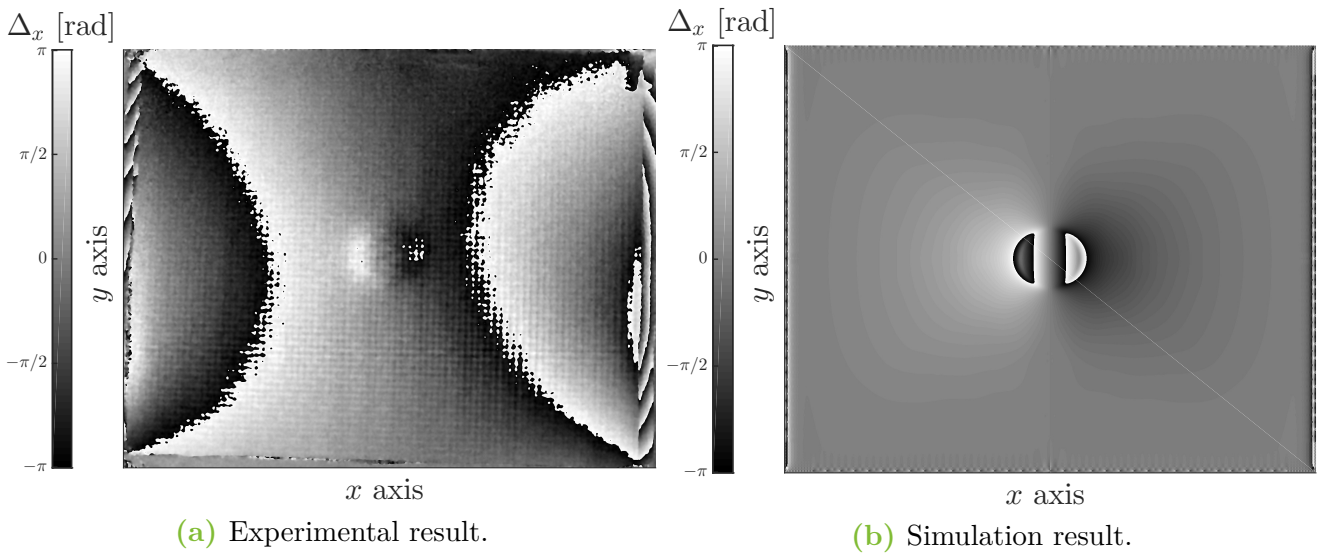 Δx [rad]
π
π/2
0
−π/2
−π
y axis
x axis
(a) Experimental result.
Δx [rad]
π
π/2
0
−π/2
−π
y axis
x axis
(b) Simulation result.